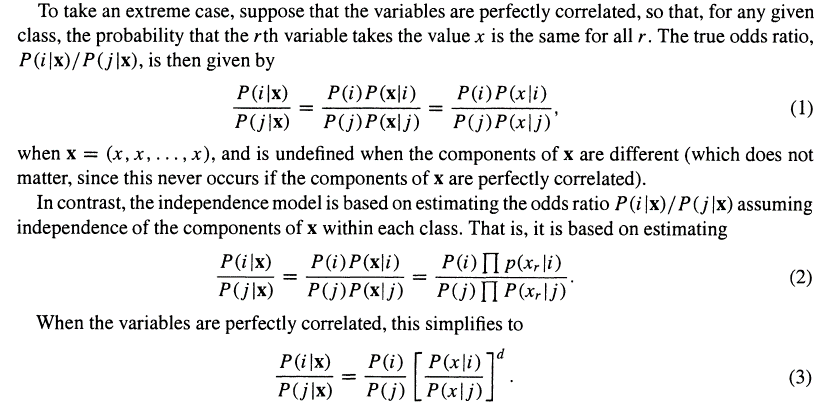 To take an extreme case, suppose that the variables are perfectly correlated, so that, for any given
class, the probability that the rth variable takes the value x is the same for all r. The true odds ratio,
P(i|x)/P(j|x), is then given by
P(i|x) / P(j|x) = P(i)P(x|i) / P(j)P(x|j) = P(i)P(x|i) / P(j)P(x|j), (1)
when x = (x, x, . . . , x), and is undefined when the components of x are different (which does not
matter, since this never occurs if the components of x are perfectly correlated).
In contrast, the independence model is based on estimating the odds ratio P(i|x)/P(j|x) assuming
independence of the components of x within each class. That is, it is based on estimating
P(i|x) / P(j|x) = P(i)P(x|i) / P(j)P(x|j) = P(i) ∏ p(xᵣ|i) / P(j) ∏ P(xᵣ|j). (2)
When the variables are perfectly correlated, this simplifies to
P(i|x) / P(j|x) = P(i) / P(j) [P(x|i) / P(x|j)]^d. (3)